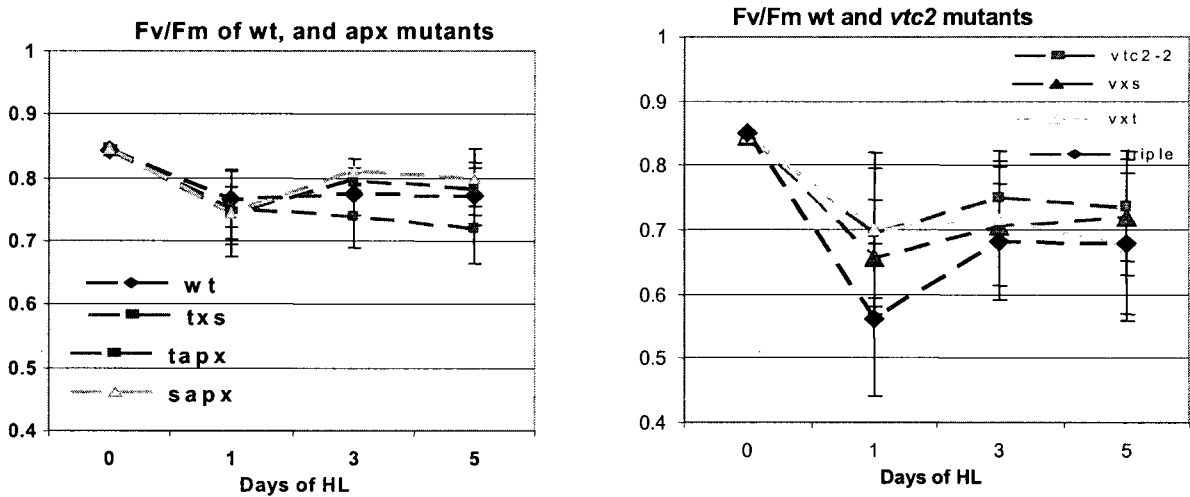 Fv/Fm of wt, and apx mutants
1
0.9
0.8
0.7
0.6
0.5
0.4
wt
txs
tapx
sapx
0 1 3 5
Days of HL
Fv/Fm wt and vtc2 mutants
1
0.9
0.8
0.7
0.6
0.5
0.4
vtc2-2
vxs
vxt
triple
0 1 3 5
Days of HL